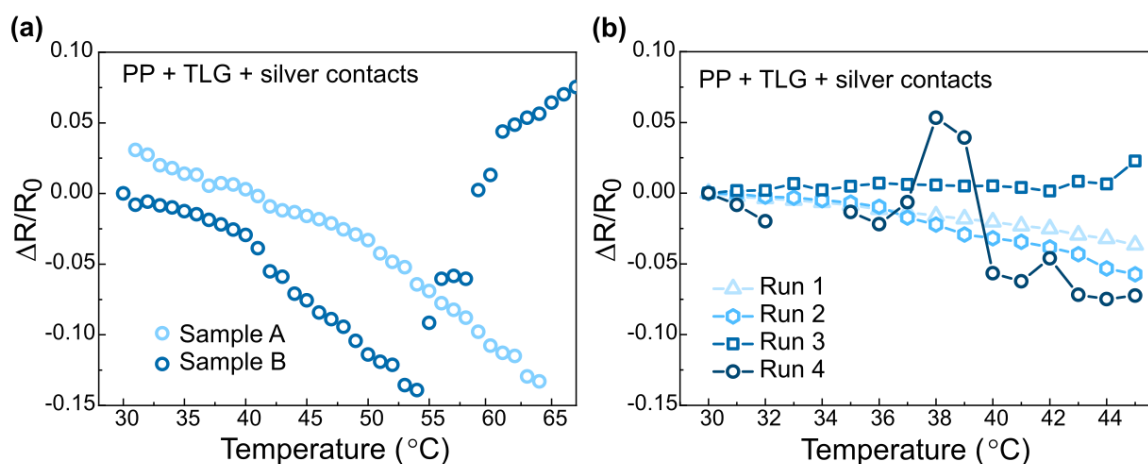 (a)
0.10
0.05
0.00
-0.05
-0.10
-0.15
ΔR/R0
PP + TLG + silver contacts
Sample A
Sample B
30 35 40 45 50 55 60 65
Temperature (°C)
(b)
0.10
0.05
0.00
-0.05
-0.10
-0.15
ΔR/R0
PP + TLG + silver contacts
Run 1
Run 2
Run 3
Run 4
30 32 34 36 38 40 42 44
Temperature (°C)